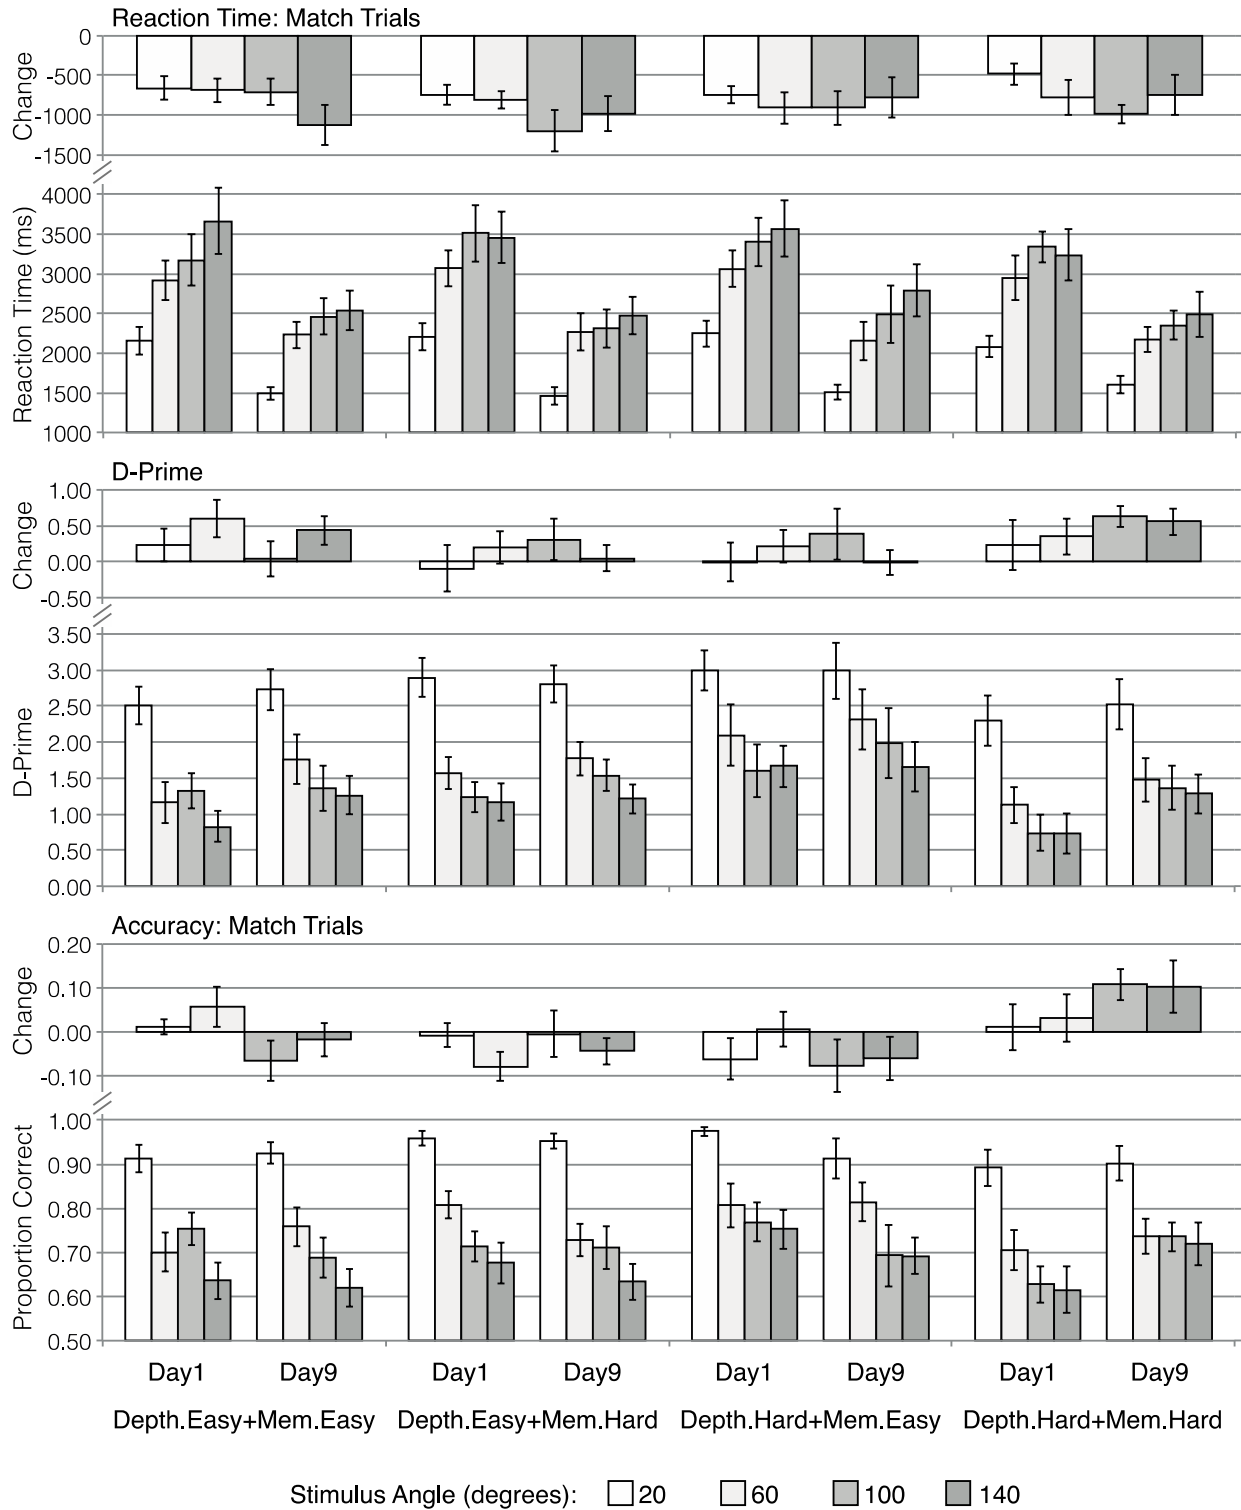 Reaction Time: Match Trials
Change
0
-500
-1000
-1500
Reaction Time (ms)
4000
3500
3000
2500
2000
1500
1000
D-Prime
Change
1.00
0.50
0.00
-0.50
D-Prime
3.50
3.00
2.50
2.00
1.50
1.00
0.50
0.00
Accuracy: Match Trials
Change
0.20
0.10
0.00
-0.10
Proportion Correct
1.00
0.90
0.80
0.70
0.60
0.50
Day1 Day9 Day1 Day9 Day1 Day9 Day1 Day9
Depth.Easy+Mem.Easy Depth.Easy+Mem.Hard Depth.Hard+Mem.Easy Depth.Hard+Mem.Hard
Stimulus Angle (degrees): 20 60 100 140